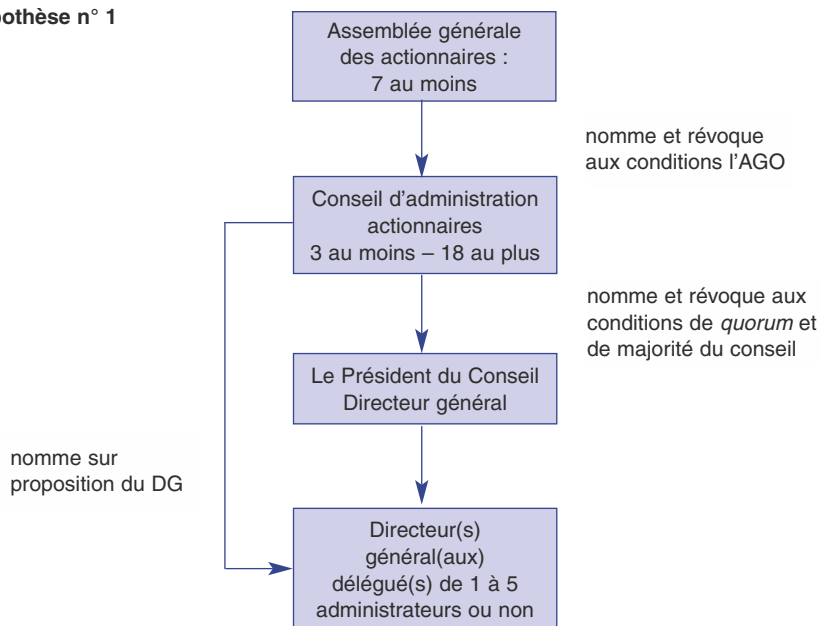 pothèse n° 1
Assemblée générale
des actionnaires :
7 au moins
nomme et révoque
aux conditions l'AGO
Conseil d'administration
actionnaires
3 au moins – 18 au plus
nomme et révoque aux
conditions de quorum et
de majorité du conseil
Le Président du Conseil
Directeur général
nomme sur
proposition du DG
Directeur(s)
général(aux)
délégué(s) de 1 à 5
administrateurs ou non